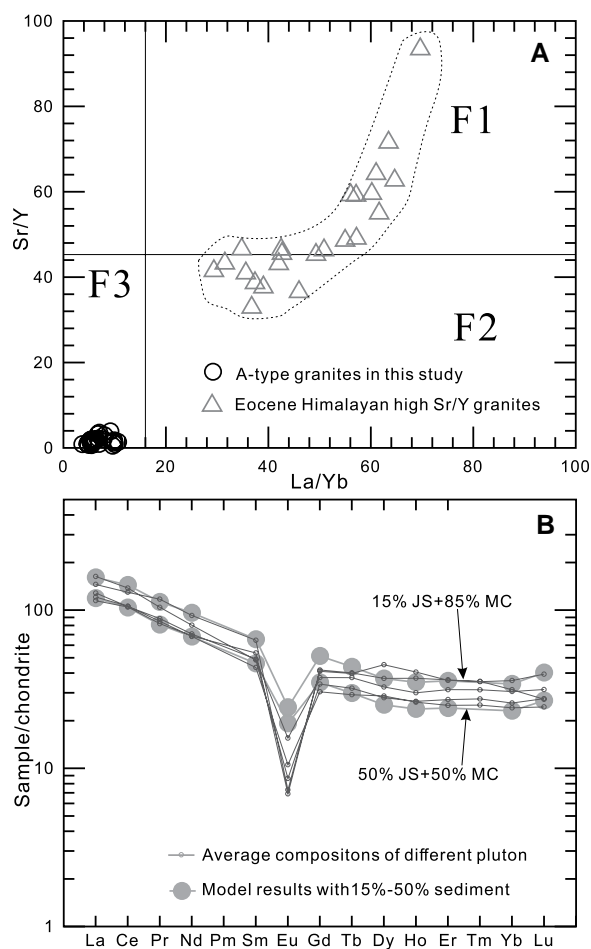 100
A
80
F1
60
Sr/Y
40
F3
F2
20
A-type granites in this study
Eocene Himalayan high Sr/Y granites
0
0 20 40 60 80 100
La/Yb
B
15% JS+85% MC
100
Sample/chondrite
10
50% JS+50% MC
Average compositons of different pluton
Model results with15%-50% sediment
1
La Ce Pr Nd Pm Sm Eu Gd Tb Dy Ho Er Tm Yb Lu